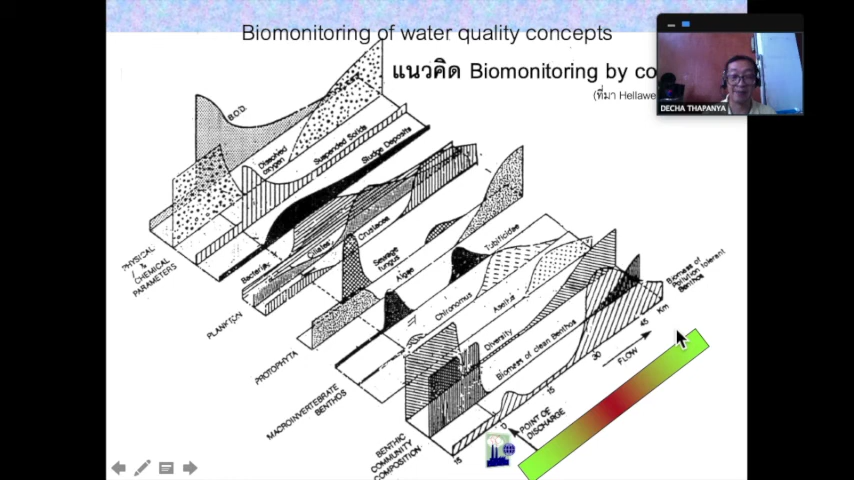 Biomonitoring of water quality concepts
แนวคิด Biomonitoring by co
(ที่มา Hellawe
DECHA THAPANYA
B.O.D.
Dissolved
oxygen
Suspended Solids
Sludge Deposits
PHYSICAL
&
CHEMICAL
PARAMETERS
Bacteria
Ciliates
Crustacea
PLANKTON
Sewage
fungus
Algae
PROTOPHYTA
Tubificidae
Chironomus
Asellus
MACROINVERTEBRATE
BENTHOS
Diversity
Biomass of clean Benthos
Biomass of
Pollution tolerant
Benthos
BENTHIC
COMMUNITY
COMPOSITION
15
0
15
30
45
Km
FLOW
POINT OF
DISCHARGE